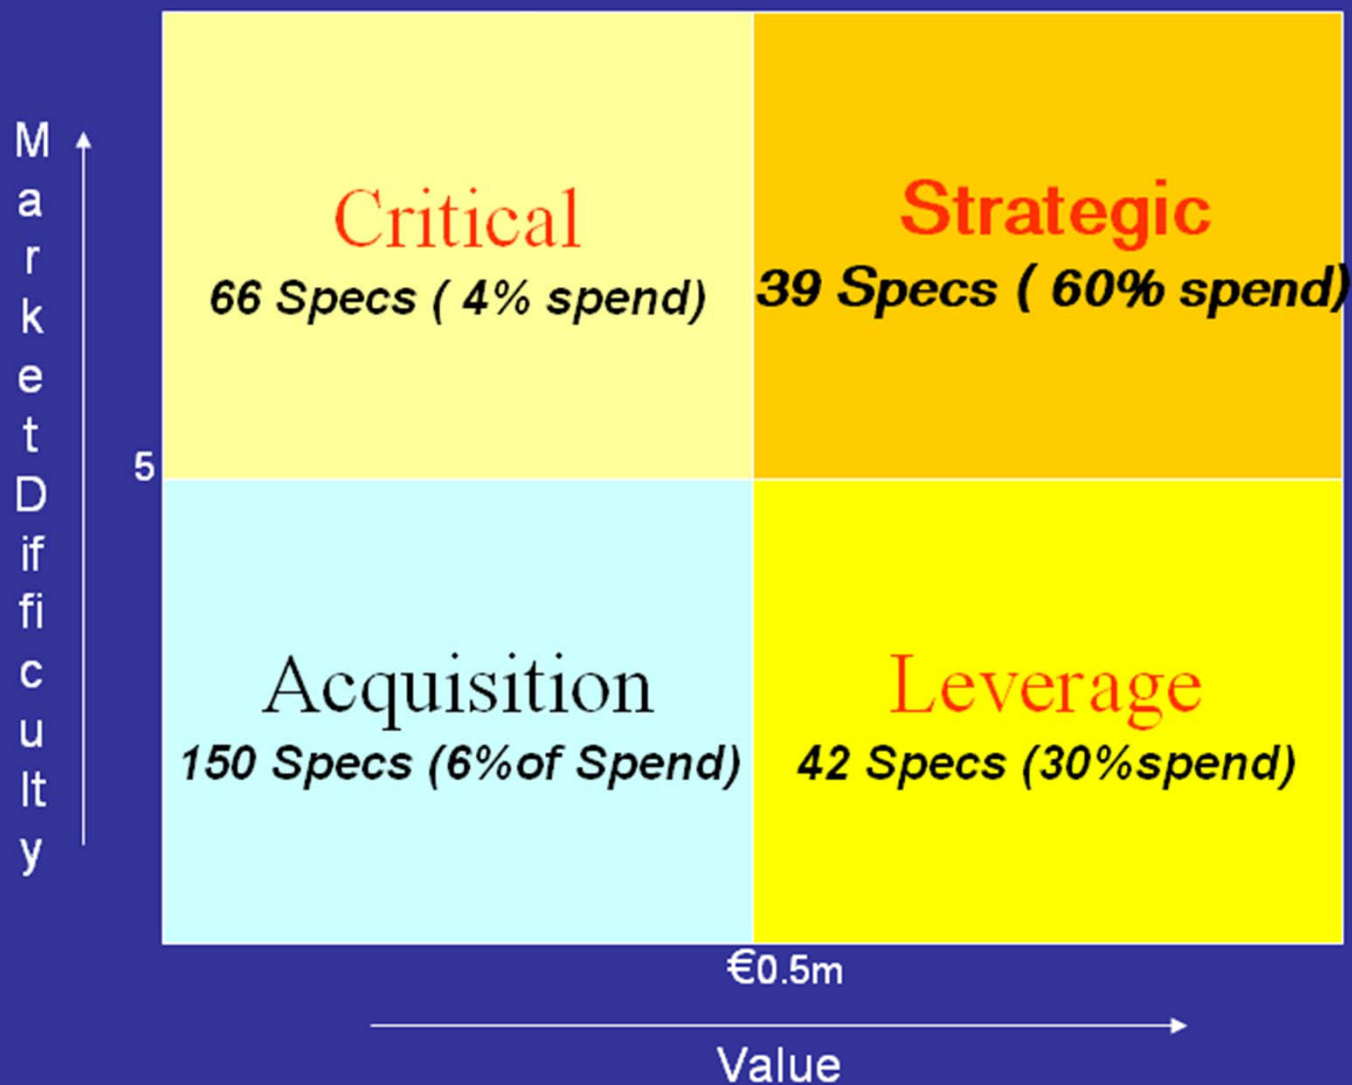 Market Difficulty
Critical
66 Specs ( 4% spend)
Strategic
39 Specs ( 60% spend)
5
Acquisition
150 Specs (6%of Spend)
Leverage
42 Specs (30%spend)
€0.5m
Value